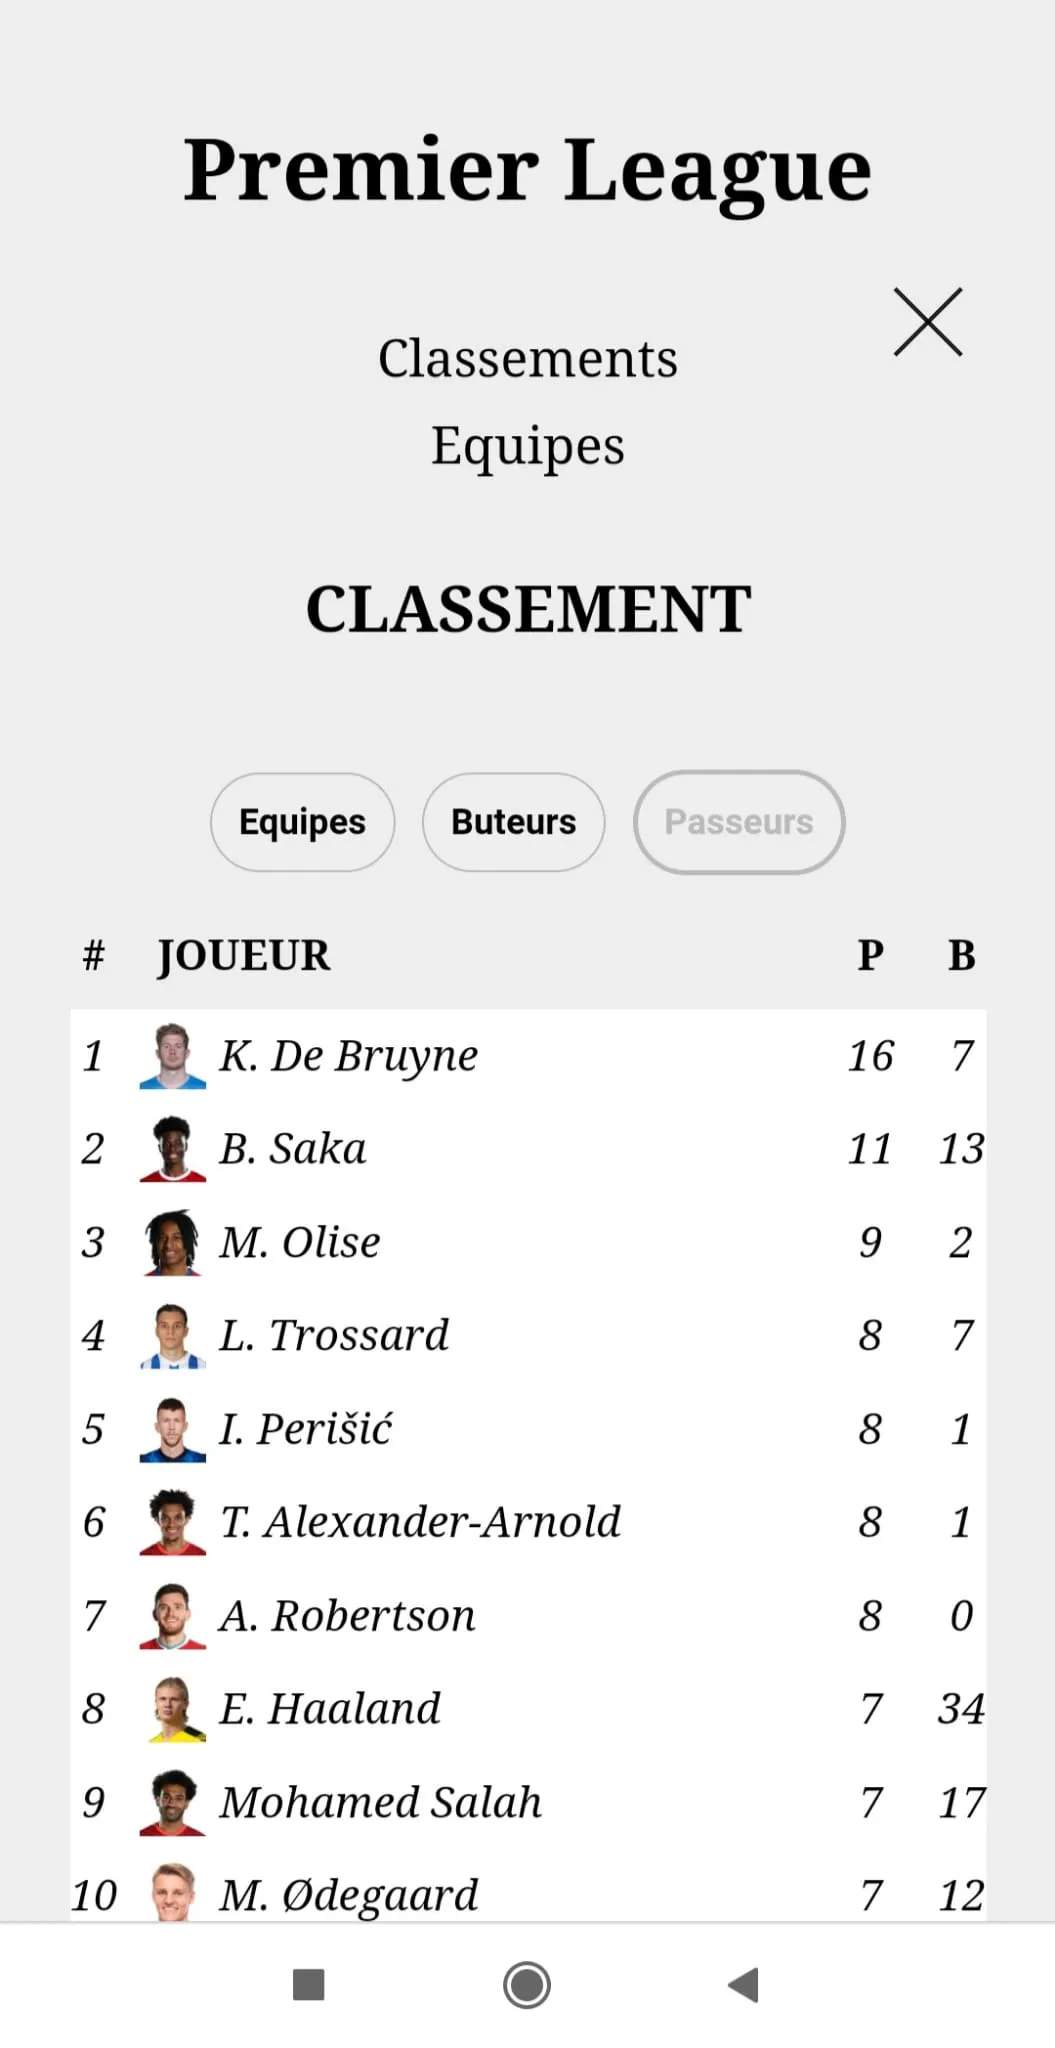 Premier League
Classements
Equipes
CLASSEMENT
Equipes Buteurs Passeurs
# JOUEUR P B
1 K. De Bruyne 16 7
2 B. Saka 11 13
3 M. Olise 9 2
4 L. Trossard 8 7
5 I. Perišić 8 1
6 T. Alexander-Arnold 8 1
7 A. Robertson 8 0
8 E. Haaland 7 34
9 Mohamed Salah 7 17
10 M. Ødegaard 7 12